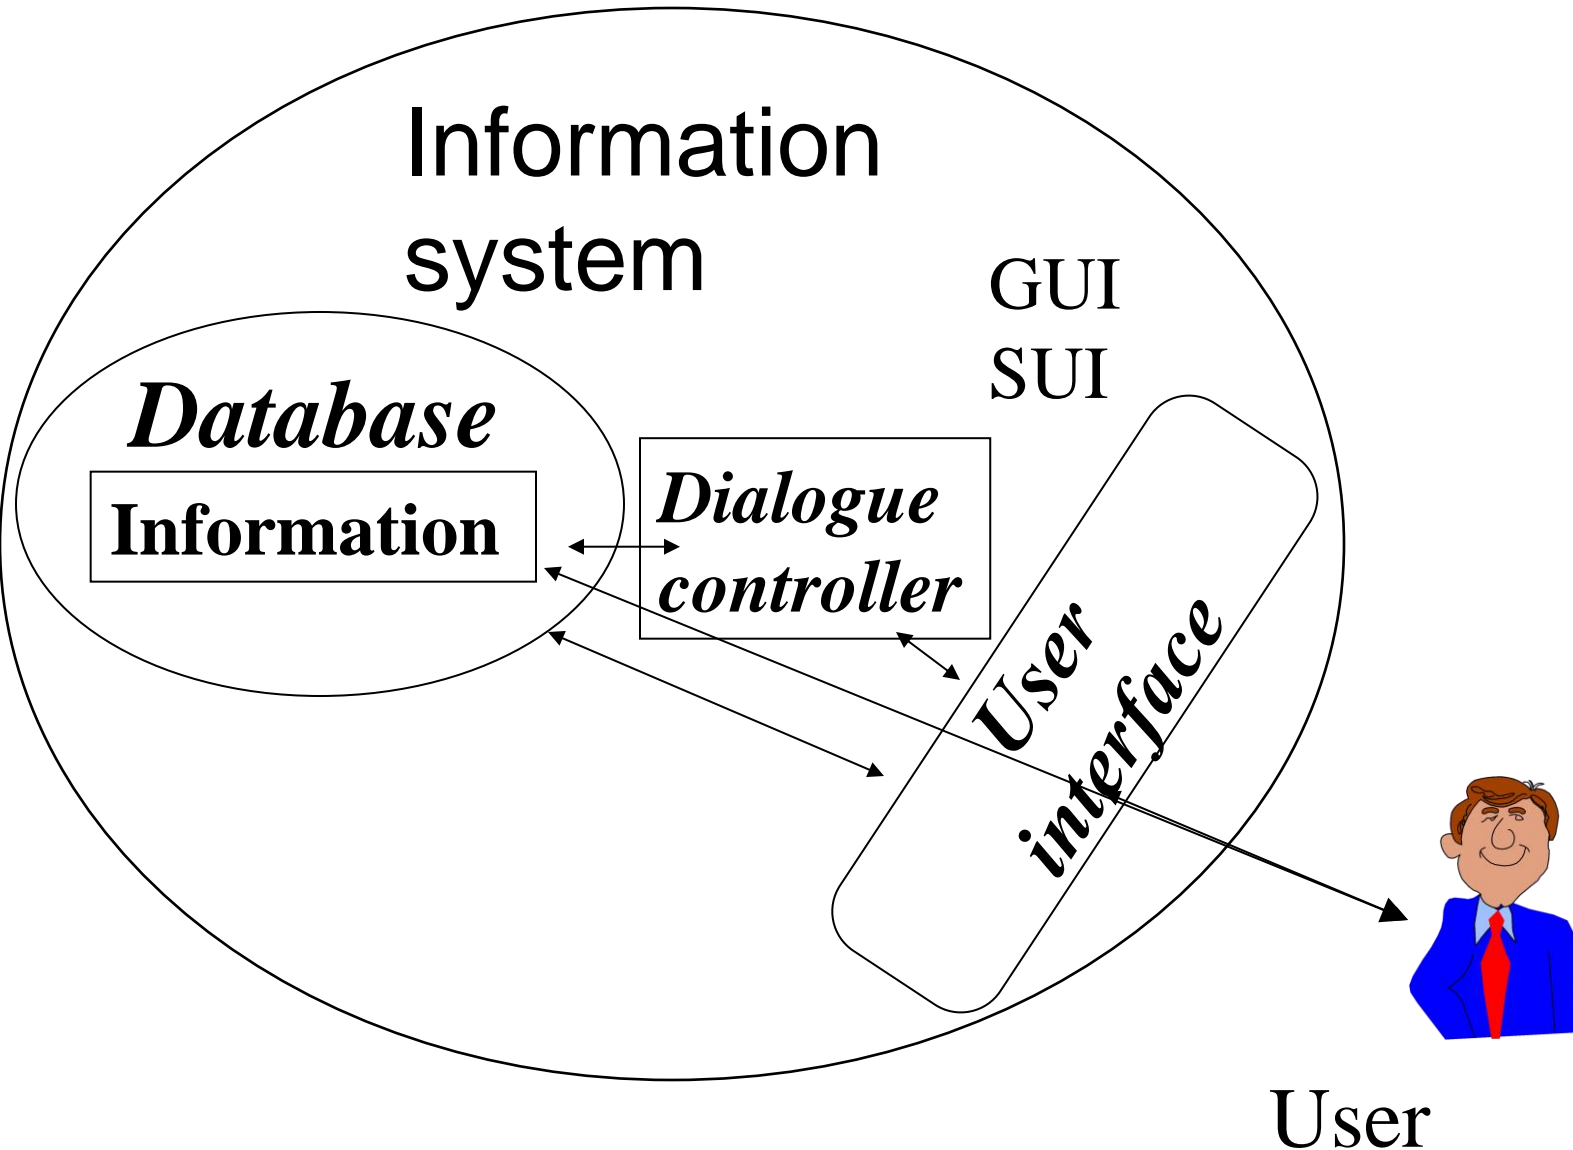 Information
system
GUI
SUI
Database
Information
Dialogue
controller
User
interface
User